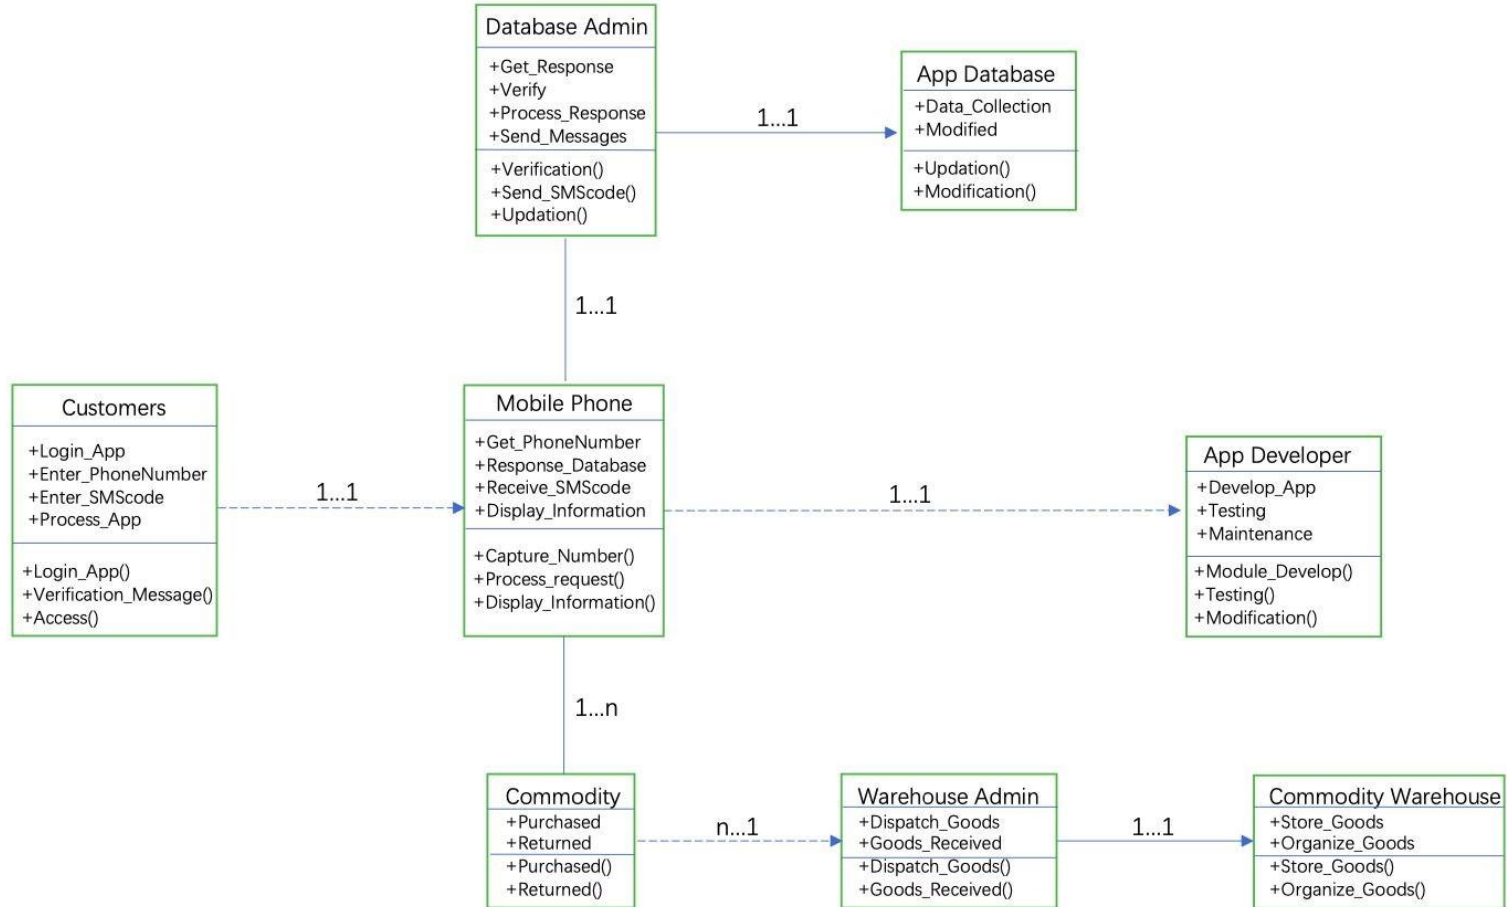 Database Admin
+Get_Response
+Verify
+Process_Response
+Send_Messages
+Verification()
+Send_SMScode()
+Updation()
1...1
App Database
+Data_Collection
+Modified
+Updation()
+Modification()
1...1
Customers
+Login_App
+Enter_PhoneNumber
+Enter_SMScode
+Process_App
+Login_App()
+Verification_Message()
+Access()
1...1
Mobile Phone
+Get_PhoneNumber
+Response_Database
+Receive_SMScode
+Display_Information
+Capture_Number()
+Process_request()
+Display_Information()
1...1
App Developer
+Develop_App
+Testing
+Maintenance
+Module_Develop()
+Testing()
+Modification()
1...n
Commodity
+Purchased
+Returned
+Purchased()
+Returned()
n...1
Warehouse Admin
+Dispatch_Goods
+Goods_Received
+Dispatch_Goods()
+Goods_Received()
1...1
Commodity Warehouse
+Store_Goods
+Organize_Goods
+Store_Goods()
+Organize_Goods()